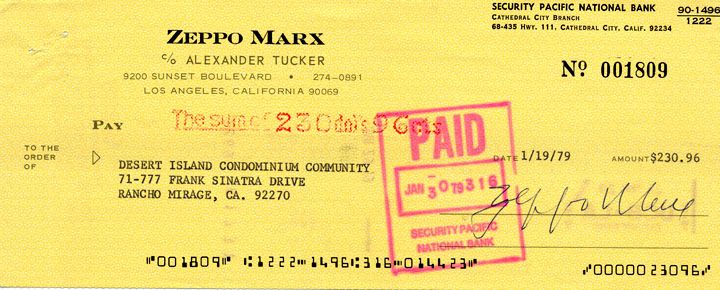 SECURITY PACIFIC NATIONAL BANK
CATHEDRAL CITY BRANCH
68-435 HWY. 111, CATHEDRAL CITY, CALIF. 92234
90-1496
1222
ZEPPO MARX
c/o ALEXANDER TUCKER
9200 SUNSET BOULEVARD • 274-0891
LOS ANGELES, CALIFORNIA 90069
No. 001809
PAY The sum of 230 dols 96 cts
TO THE
ORDER
OF
DESERT ISLAND CONDOMINIUM COMMUNITY
71-777 FRANK SINATRA DRIVE
RANCHO MIRAGE, CA. 92270
DATE 1/19/79 AMOUNT $230.96
PAID
JAN 30 79 316
SECURITY PACIFIC
NATIONAL BANK
Zeppo Marx
⑈001809⑈ ⑆1222⑉1496⑆316⑉014423⑈ ⑈0000023096⑈